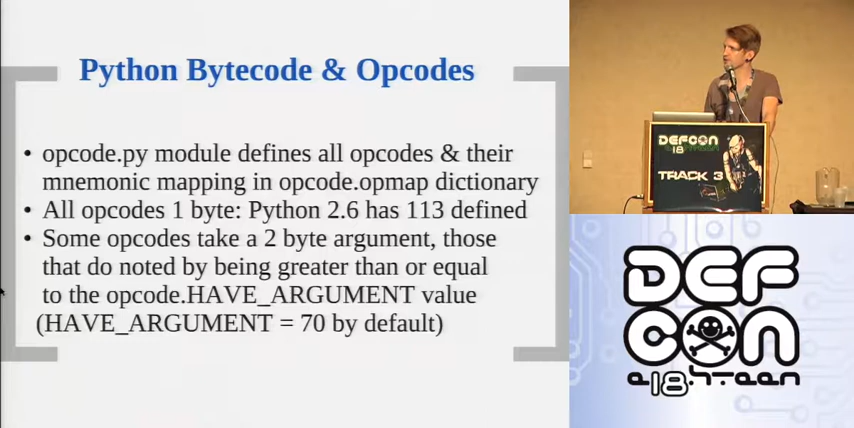 Python Bytecode & Opcodes
• opcode.py module defines all opcodes & their
mnemonic mapping in opcode.opmap dictionary
• All opcodes 1 byte: Python 2.6 has 113 defined
• Some opcodes take a 2 byte argument, those
that do noted by being greater than or equal
to the opcode.HAVE_ARGUMENT value
(HAVE_ARGUMENT = 70 by default)
DEFCON
18
TRACK 3
DEF
CON
e18h-teen